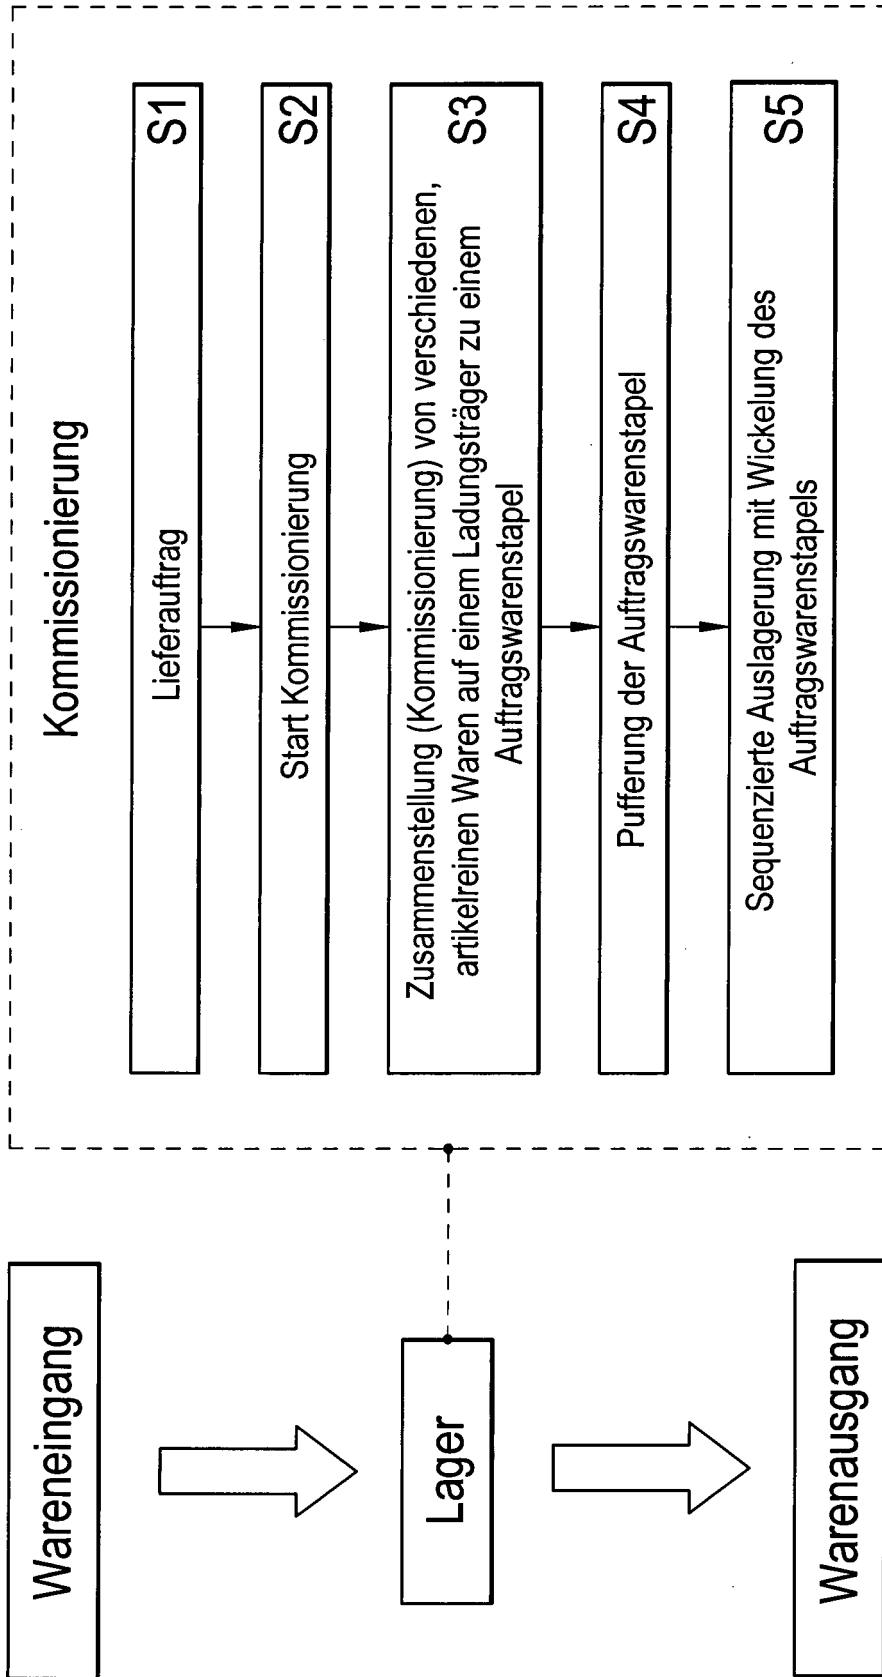 Wareneingang
Lager
Warenausgang
Kommissionierung
Lieferauftrag
S1
Start Kommissionierung
S2
Zusammenstellung (Kommissionierung) von verschiedenen,
artikelreinen Waren auf einem Ladungsträger zu einem
Auftragswarenstapel
S3
Pufferung der Auftragswarenstapel
S4
Sequenzierte Auslagerung mit Wickelung des
Auftragswarenstapels
S5